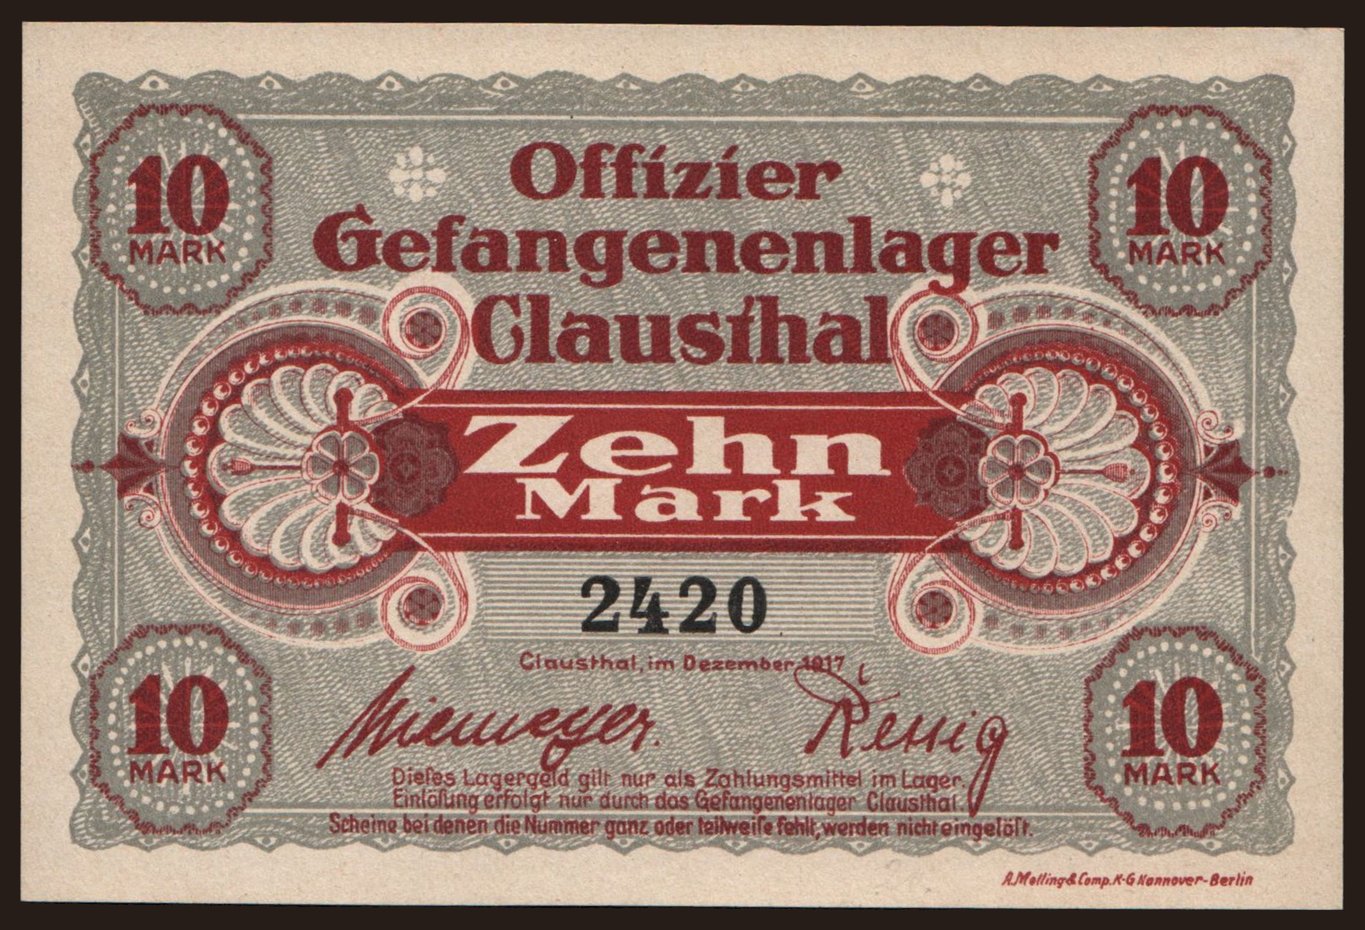 10 MARK
10 MARK
Offizier
Gefangenenlager
Clausthal
Zehn
Mark
2420
Clausthal, im Dezember 1917
Niemeyer.
10 MARK
10 MARK
Dieſes Lagergeld gilt nur als Zahlungsmittel im Lager.
Einlöſung erfolgt nur durch das Gefangenenlager Clausthal.
Scheine bei denen die Nummer ganz oder teilweiſe fehlt, werden nicht eingelöſt.
A. Molling & Comp. K-G Hannover-Berlin